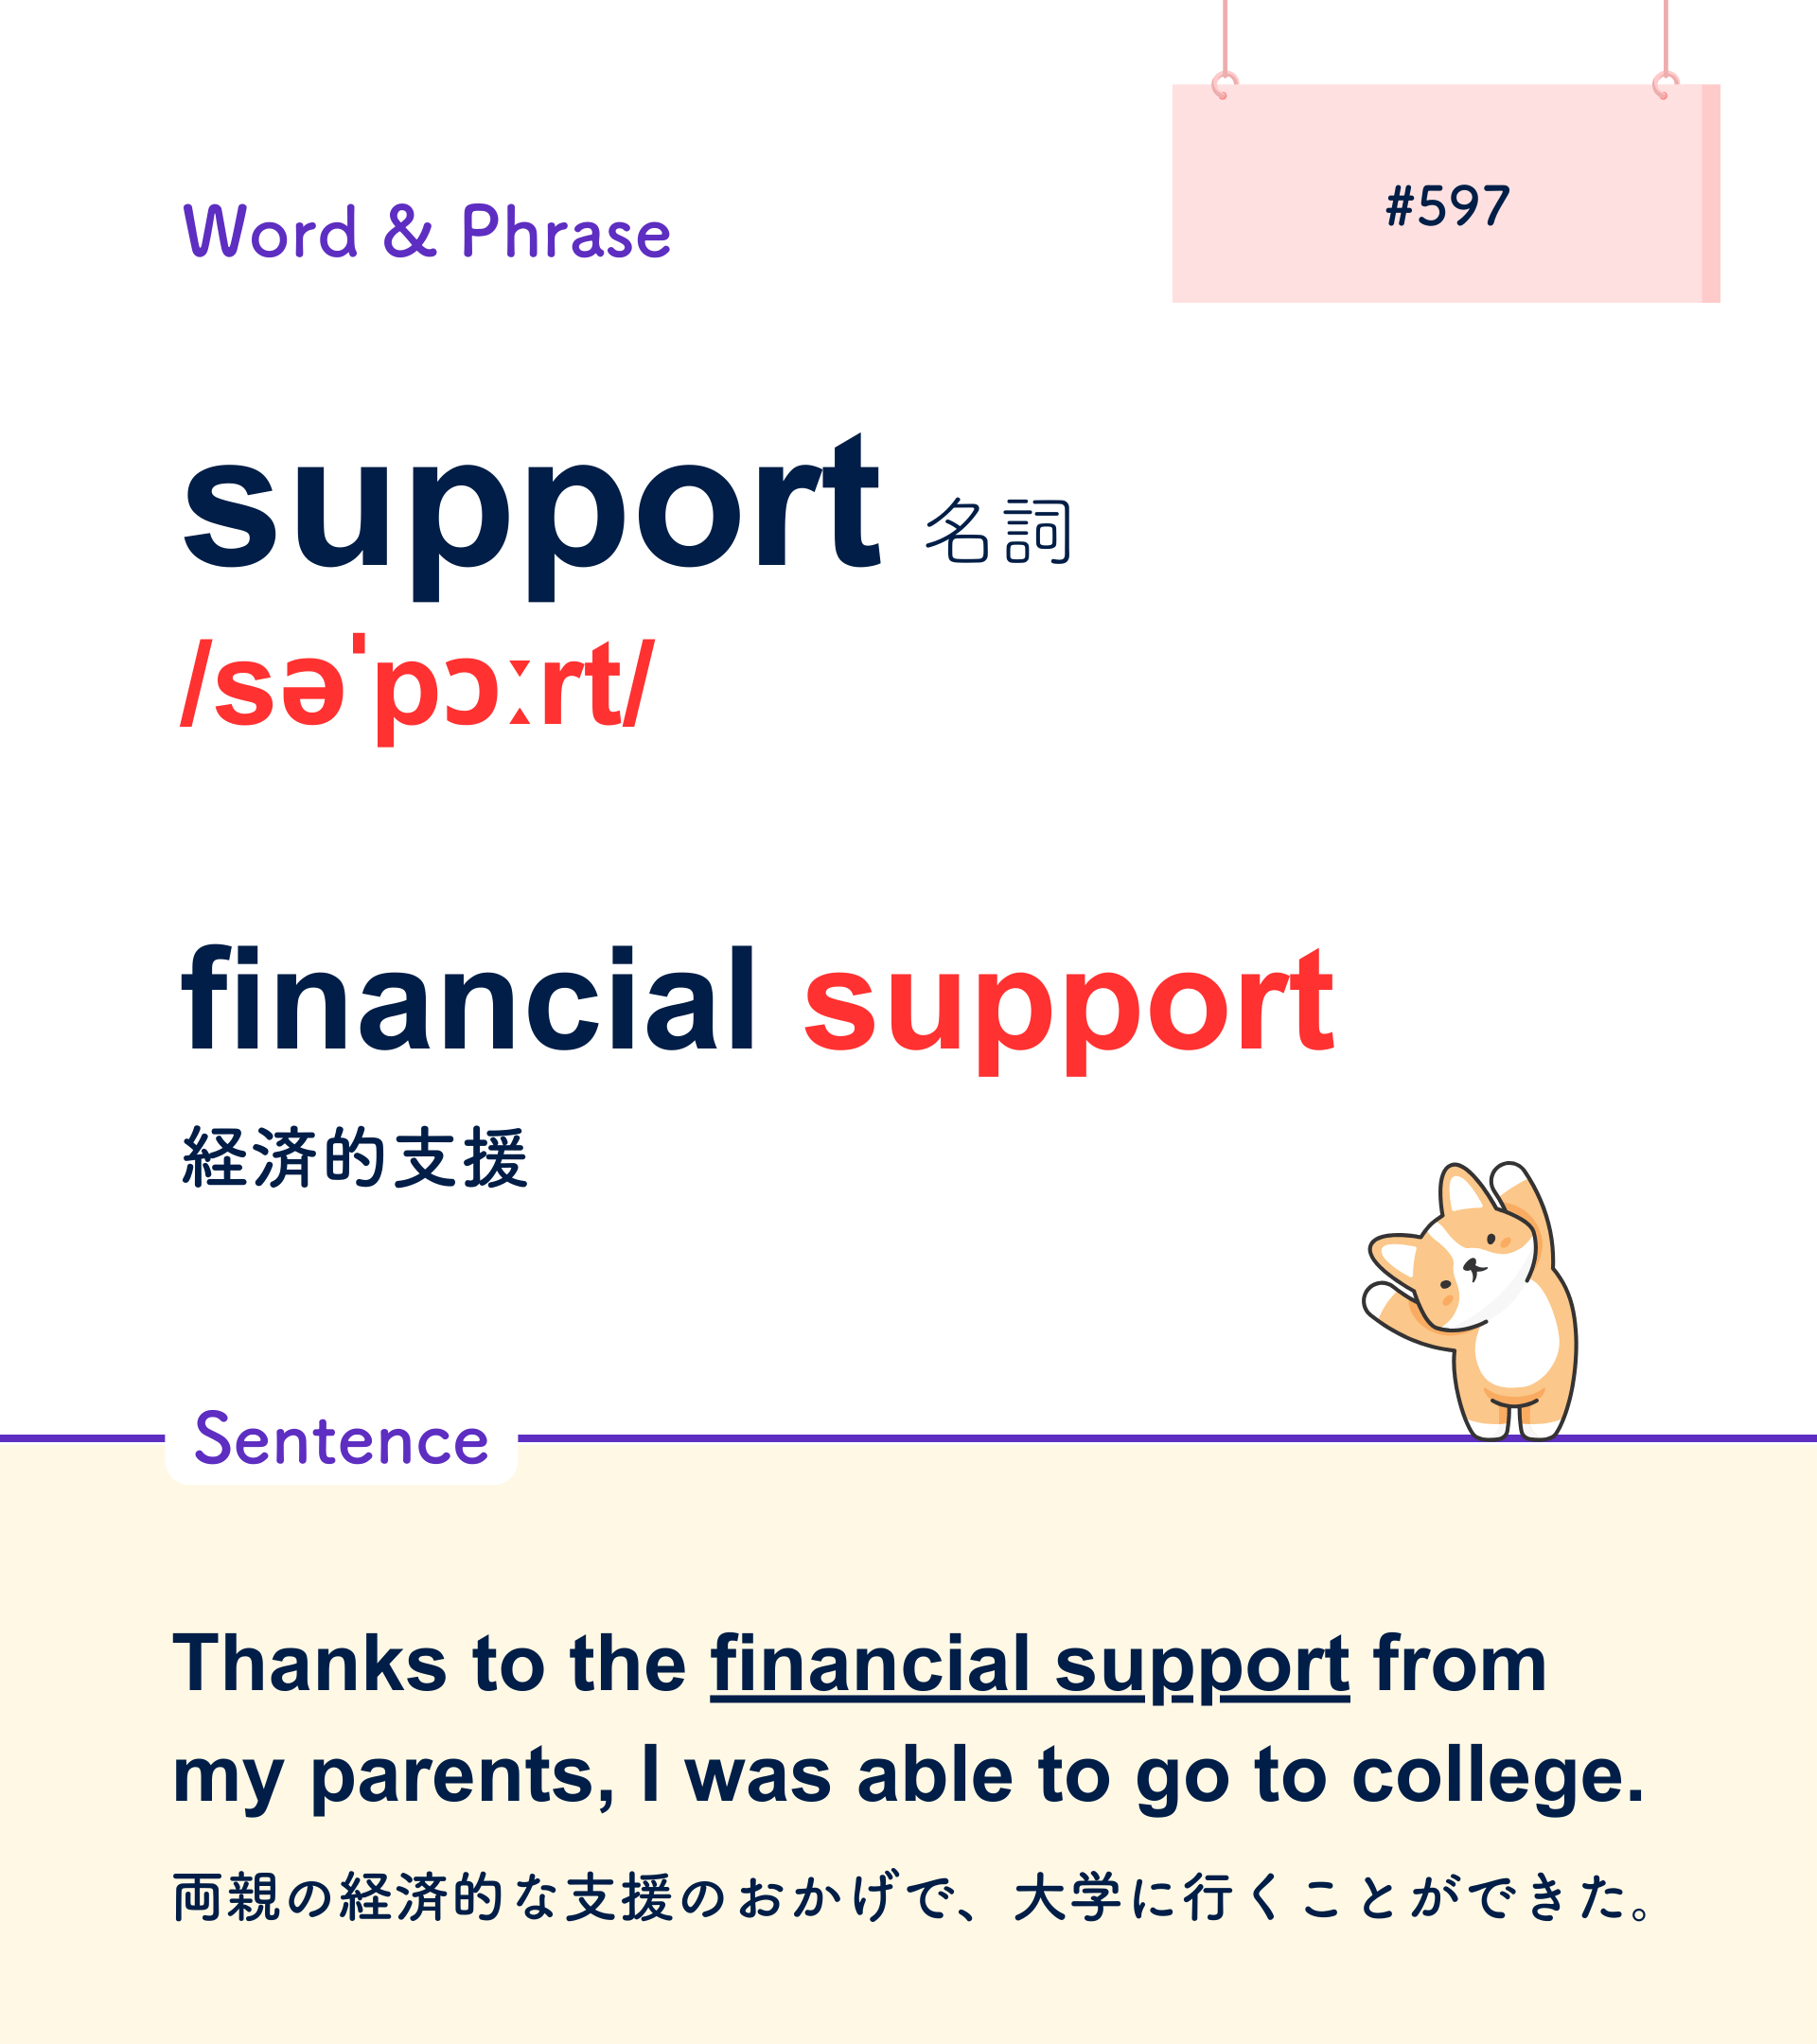 #597
Word & Phrase
support 名詞
/səˈpɔːrt/
financial support
経済的支援
Sentence
Thanks to the financial support from
my parents, I was able to go to college.
両親の経済的な支援のおかげで、大学に行くことができた。